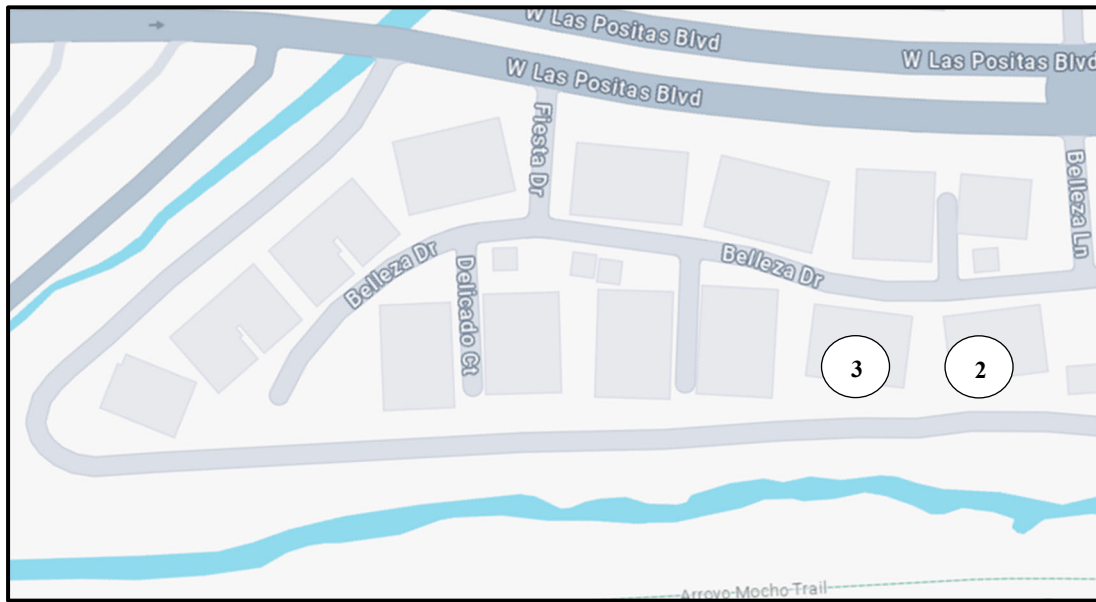 W Las Positas Blvd
W Las Positas Blvd
W Las Positas Blvd
Fiesta Dr
Belleza Ln
Belleza Dr
Belleza Dr
Delicado Ct
3
2
Arroyo Mocho Trail